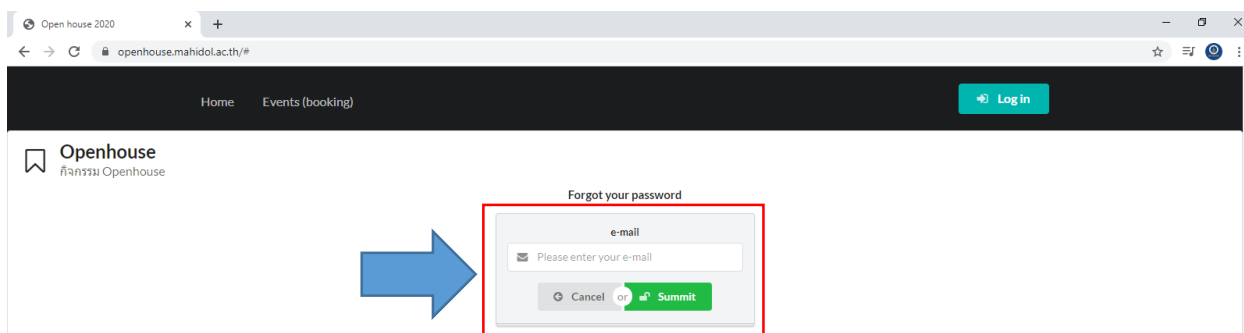 Open house 2020
openhouse.mahidol.ac.th/#
Home Events (booking) Log in
Openhouse
กิจกรรม Openhouse
Forgot your password
e-mail
Please enter your e-mail
Cancel or Summit